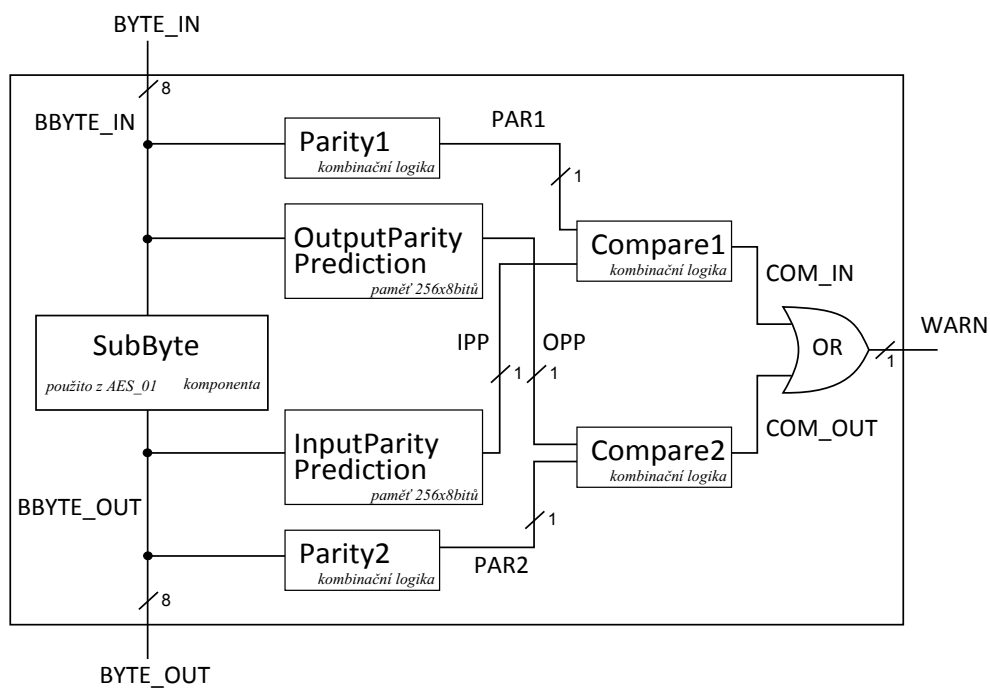 BYTE_IN
8
BBYTE_IN
PAR1
Parity1
kombinační logika
1
OutputParity
Prediction
paměť 256x8bitů
Compare1
kombinační logika
COM_IN
SubByte
použito z AES_01 komponenta
IPP
OPP
1
1
OR
WARN
1
InputParity
Prediction
paměť 256x8bitů
Compare2
kombinační logika
COM_OUT
BBYTE_OUT
1
Parity2
kombinační logika
PAR2
8
BYTE_OUT